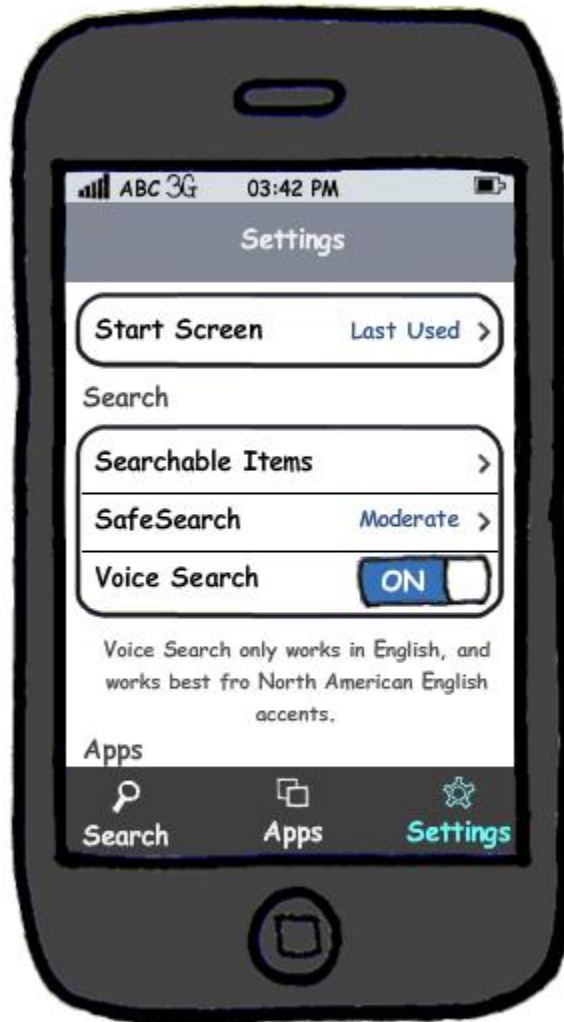 ABC 3G 03:42 PM
Settings
Start Screen Last Used >
Search
Searchable Items >
SafeSearch Moderate >
Voice Search ON
Voice Search only works in English, and
works best fro North American English
accents.
Apps
Search Apps Settings